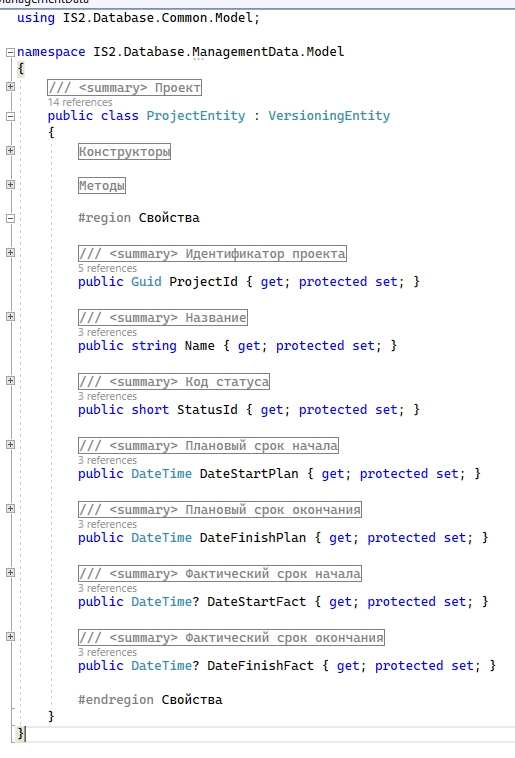 using IS2.Database.Common.Model;
namespace IS2.Database.ManagementData.Model
{
/// <summary> Проект
14 references
public class ProjectEntity : VersioningEntity
{
Конструкторы
Методы
#region Свойства
/// <summary> Идентификатор проекта
5 references
public Guid ProjectId { get; protected set; }
/// <summary> Название
3 references
public string Name { get; protected set; }
/// <summary> Код статуса
3 references
public short StatusId { get; protected set; }
/// <summary> Плановый срок начала
3 references
public DateTime DateStartPlan { get; protected set; }
/// <summary> Плановый срок окончания
3 references
public DateTime DateFinishPlan { get; protected set; }
/// <summary> Фактический срок начала
3 references
public DateTime? DateStartFact { get; protected set; }
/// <summary> Фактический срок окончания
3 references
public DateTime? DateFinishFact { get; protected set; }
#endregion Свойства
}
}